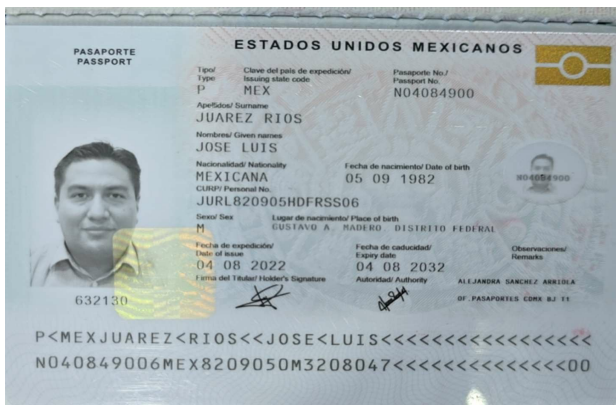 ESTADOS UNIDOS MEXICANOS
PASAPORTE
PASSPORT
Tipo/ Clave del país de expedición/ Pasaporte No./
Type Issuing state code Passport No.
P MEX N04084900
Apellidos/ Surname
JUAREZ RIOS
Nombres/ Given names
JOSE LUIS
Nacionalidad/ Nationality Fecha de nacimiento/ Date of birth
MEXICANA 05 09 1982
N04084900
CURP/ Personal No.
JURL820905HDFRSS06
Sexo/ Sex Lugar de nacimiento/ Place of birth
M GUSTAVO A. MADERO, DISTRITO FEDERAL
Fecha de expedición/ Fecha de caducidad/ Observaciones/
Date of issue Expiry date Remarks
04 08 2022 04 08 2032
Firma del Titular/ Holder's Signature Autoridad/ Authority ALEJANDRA SANCHEZ ARRIOLA
632130 OF.PASAPORTES CDMX BJ II
P<MEXJUAREZ<RIOS<<JOSE<LUIS<<<<<<<<<<<<<<<<<
N040849006MEX8209050M3208047<<<<<<<<<<<<<<00